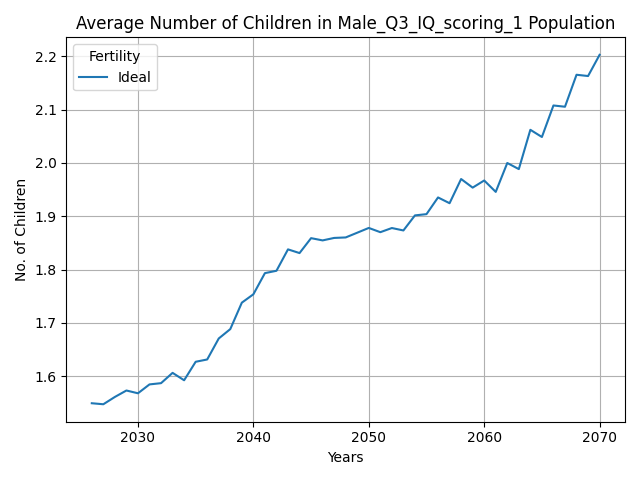 Average Number of Children in Male_Q3_IQ_scoring_1 Population
Fertility
Ideal
No. of Children
2.2
2.1
2.0
1.9
1.8
1.7
1.6
2030 2040 2050 2060 2070
Years